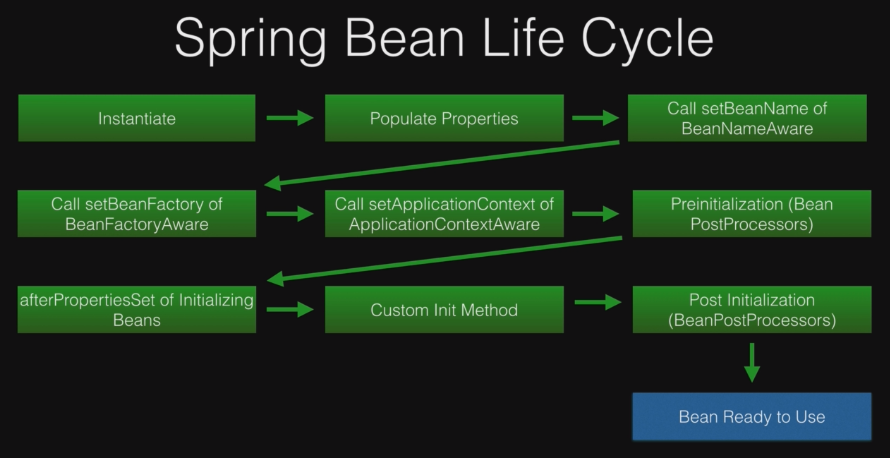 Spring Bean Life Cycle
Instantiate
Populate Properties
Call setBeanName of
BeanNameAware
Call setBeanFactory of
BeanFactoryAware
Call setApplicationContext of
ApplicationContextAware
Preinitialization (Bean
PostProcessors)
afterPropertiesSet of Initializing
Beans
Custom Init Method
Post Initialization
(BeanPostProcessors)
Bean Ready to Use